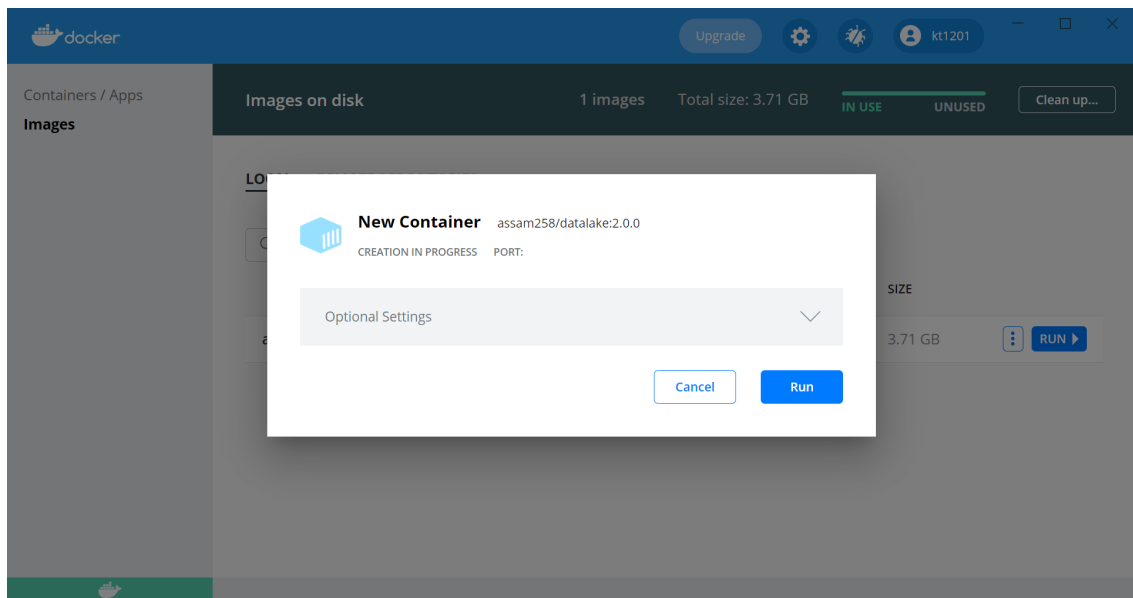 docker
Upgrade
kt1201
Containers / Apps
Images
Images on disk
1 images
Total size: 3.71 GB
IN USE
UNUSED
Clean up...
LO
New Container assam258/datalake:2.0.0
CREATION IN PROGRESS PORT:
Optional Settings
SIZE
3.71 GB
RUN
Cancel
Run